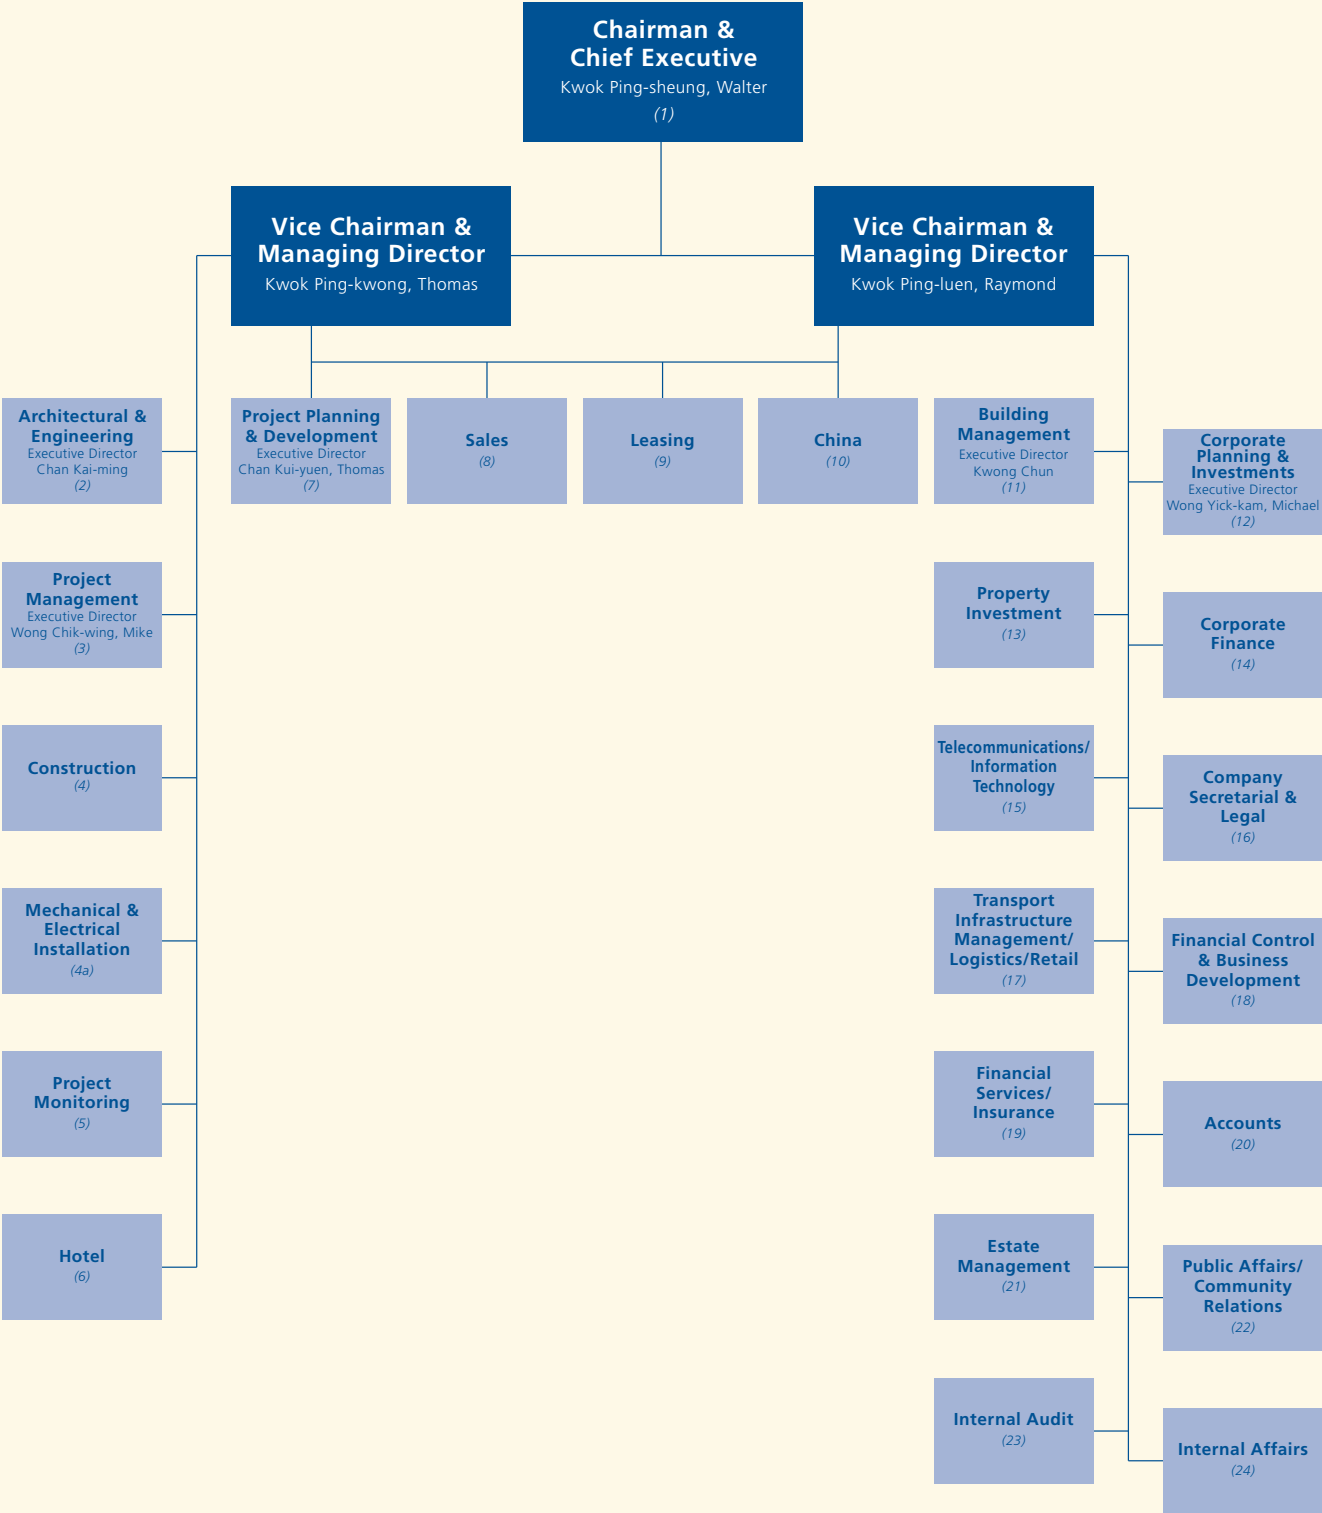 Chairman &
Chief Executive
Kwok Ping-sheung, Walter
(1)
Vice Chairman &
Managing Director
Kwok Ping-kwong, Thomas
Vice Chairman &
Managing Director
Kwok Ping-luen, Raymond
Architectural &
Engineering
Executive Director
Chan Kai-ming
(2)
Project Planning
& Development
Executive Director
Chan Kui-yuen, Thomas
(7)
Sales
(8)
Leasing
(9)
China
(10)
Building
Management
Executive Director
Kwong Chun
(11)
Corporate
Planning &
Investments
Executive Director
Wong Yick-kam, Michael
(12)
Project
Management
Executive Director
Wong Chik-wing, Mike
(3)
Property
Investment
(13)
Corporate
Finance
(14)
Construction
(4)
Telecommunications/
Information
Technology
(15)
Company
Secretarial &
Legal
(16)
Mechanical &
Electrical
Installation
(4a)
Transport
Infrastructure
Management/
Logistics/Retail
(17)
Financial Control
& Business
Development
(18)
Project
Monitoring
(5)
Financial
Services/
Insurance
(19)
Accounts
(20)
Hotel
(6)
Estate
Management
(21)
Public Affairs/
Community
Relations
(22)
Internal Audit
(23)
Internal Affairs
(24)